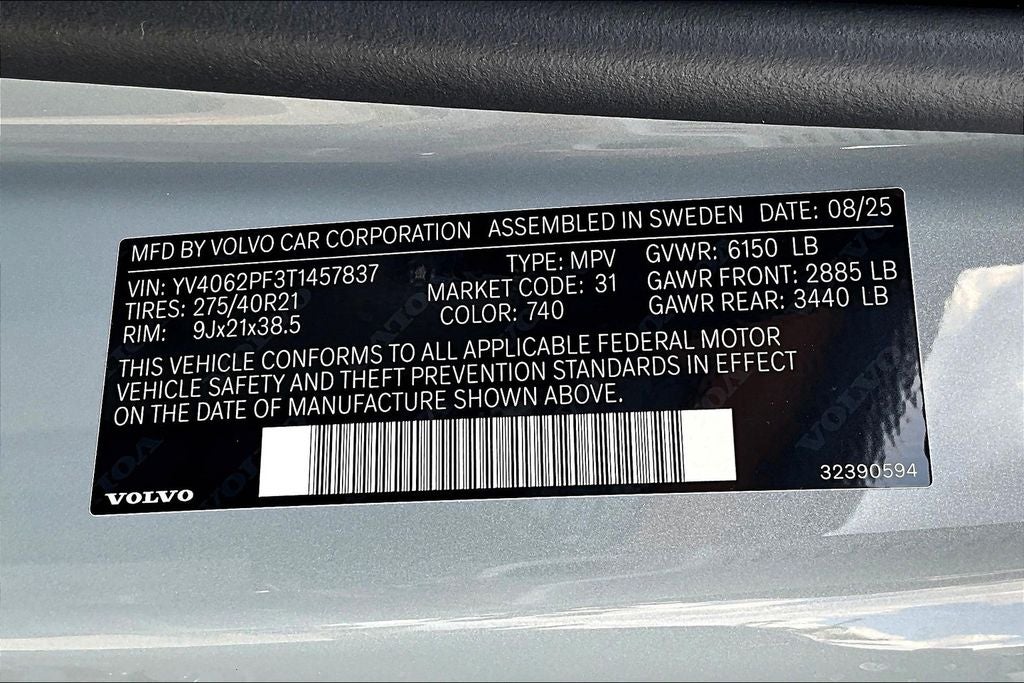 MFD BY VOLVO CAR CORPORATION ASSEMBLED IN SWEDEN DATE: 08/25
VIN: YV4062PF3T1457837 TYPE: MPV GVWR: 6150 LB
TIRES: 275/40R21 MARKET CODE: 31 GAWR FRONT: 2885 LB
RIM: 9Jx21x38.5 COLOR: 740 GAWR REAR: 3440 LB
THIS VEHICLE CONFORMS TO ALL APPLICABLE FEDERAL MOTOR
VEHICLE SAFETY AND THEFT PREVENTION STANDARDS IN EFFECT
ON THE DATE OF MANUFACTURE SHOWN ABOVE.
VOLVO 32390594